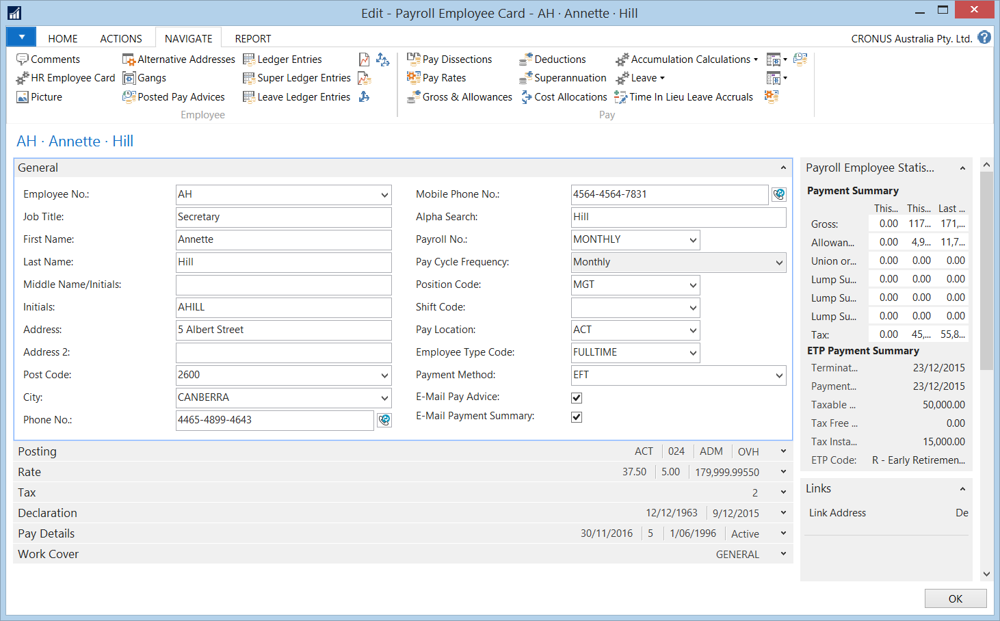 Edit - Payroll Employee Card - AH · Annette · Hill
HOME ACTIONS NAVIGATE REPORT CRONUS Australia Pty. Ltd.
Comments Alternative Addresses Ledger Entries Pay Dissections Deductions Accumulation Calculations
HR Employee Card Gangs Super Ledger Entries Pay Rates Superannuation Leave
Picture Posted Pay Advices Leave Ledger Entries Gross & Allowances Cost Allocations Time In Lieu Leave Accruals
Employee Pay
AH · Annette · Hill
General
Employee No.: AH
Job Title: Secretary
First Name: Annette
Last Name: Hill
Middle Name/Initials:
Initials: AHILL
Address: 5 Albert Street
Address 2:
Post Code: 2600
City: CANBERRA
Phone No.: 4465-4899-4643
Mobile Phone No.: 4564-4564-7831
Alpha Search: Hill
Payroll No.: MONTHLY
Pay Cycle Frequency: Monthly
Position Code: MGT
Shift Code:
Pay Location: ACT
Employee Type Code: FULLTIME
Payment Method: EFT
E-Mail Pay Advice:
E-Mail Payment Summary:
Posting ACT 024 ADM OVH
Rate 37.50 5.00 179,999.99550
Tax 2
Declaration 12/12/1963 9/12/2015
Pay Details 30/11/2016 5 1/06/1996 Active
Work Cover GENERAL
Payroll Employee Statis...
Payment Summary
This... This... Last ...
Gross: 0.00 117... 171,...
Allowan... 0.00 4,9... 11,7...
Union or... 0.00 0.00 0.00
Lump Su... 0.00 0.00 0.00
Lump Su... 0.00 0.00 0.00
Lump Su... 0.00 0.00 0.00
Tax: 0.00 45,... 55,8...
ETP Payment Summary
Terminat... 23/12/2015
Payment... 23/12/2015
Taxable ... 50,000.00
Tax Free ... 0.00
Tax Insta... 15,000.00
ETP Code: R - Early Retiremen...
Links
Link Address De
OK